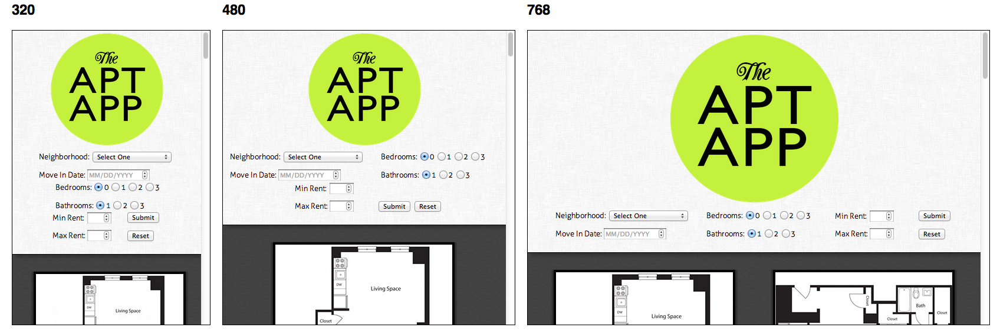 320
The
APT
APP
Neighborhood: Select One
Move In Date: MM/DD/YYYY
Bedrooms: 0 1 2 3
Bathrooms: 1 2 3
Min Rent: Submit
Max Rent: Reset
DW
Living Space
480
The
APT
APP
Neighborhood: Select One Bedrooms: 0 1 2 3
Move In Date: MM/DD/YYYY Bathrooms: 1 2 3
Min Rent:
Max Rent: Submit Reset
DW
Living Space
Closet
768
The
APT
APP
Neighborhood: Select One Bedrooms: 0 1 2 3 Min Rent: Submit
Move In Date: MM/DD/YYYY Bathrooms: 1 2 3 Max Rent: Reset
DW
Living Space
Closet
Bath
Closet
Closet